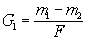 G₁ = (m₁ − m₂) / F